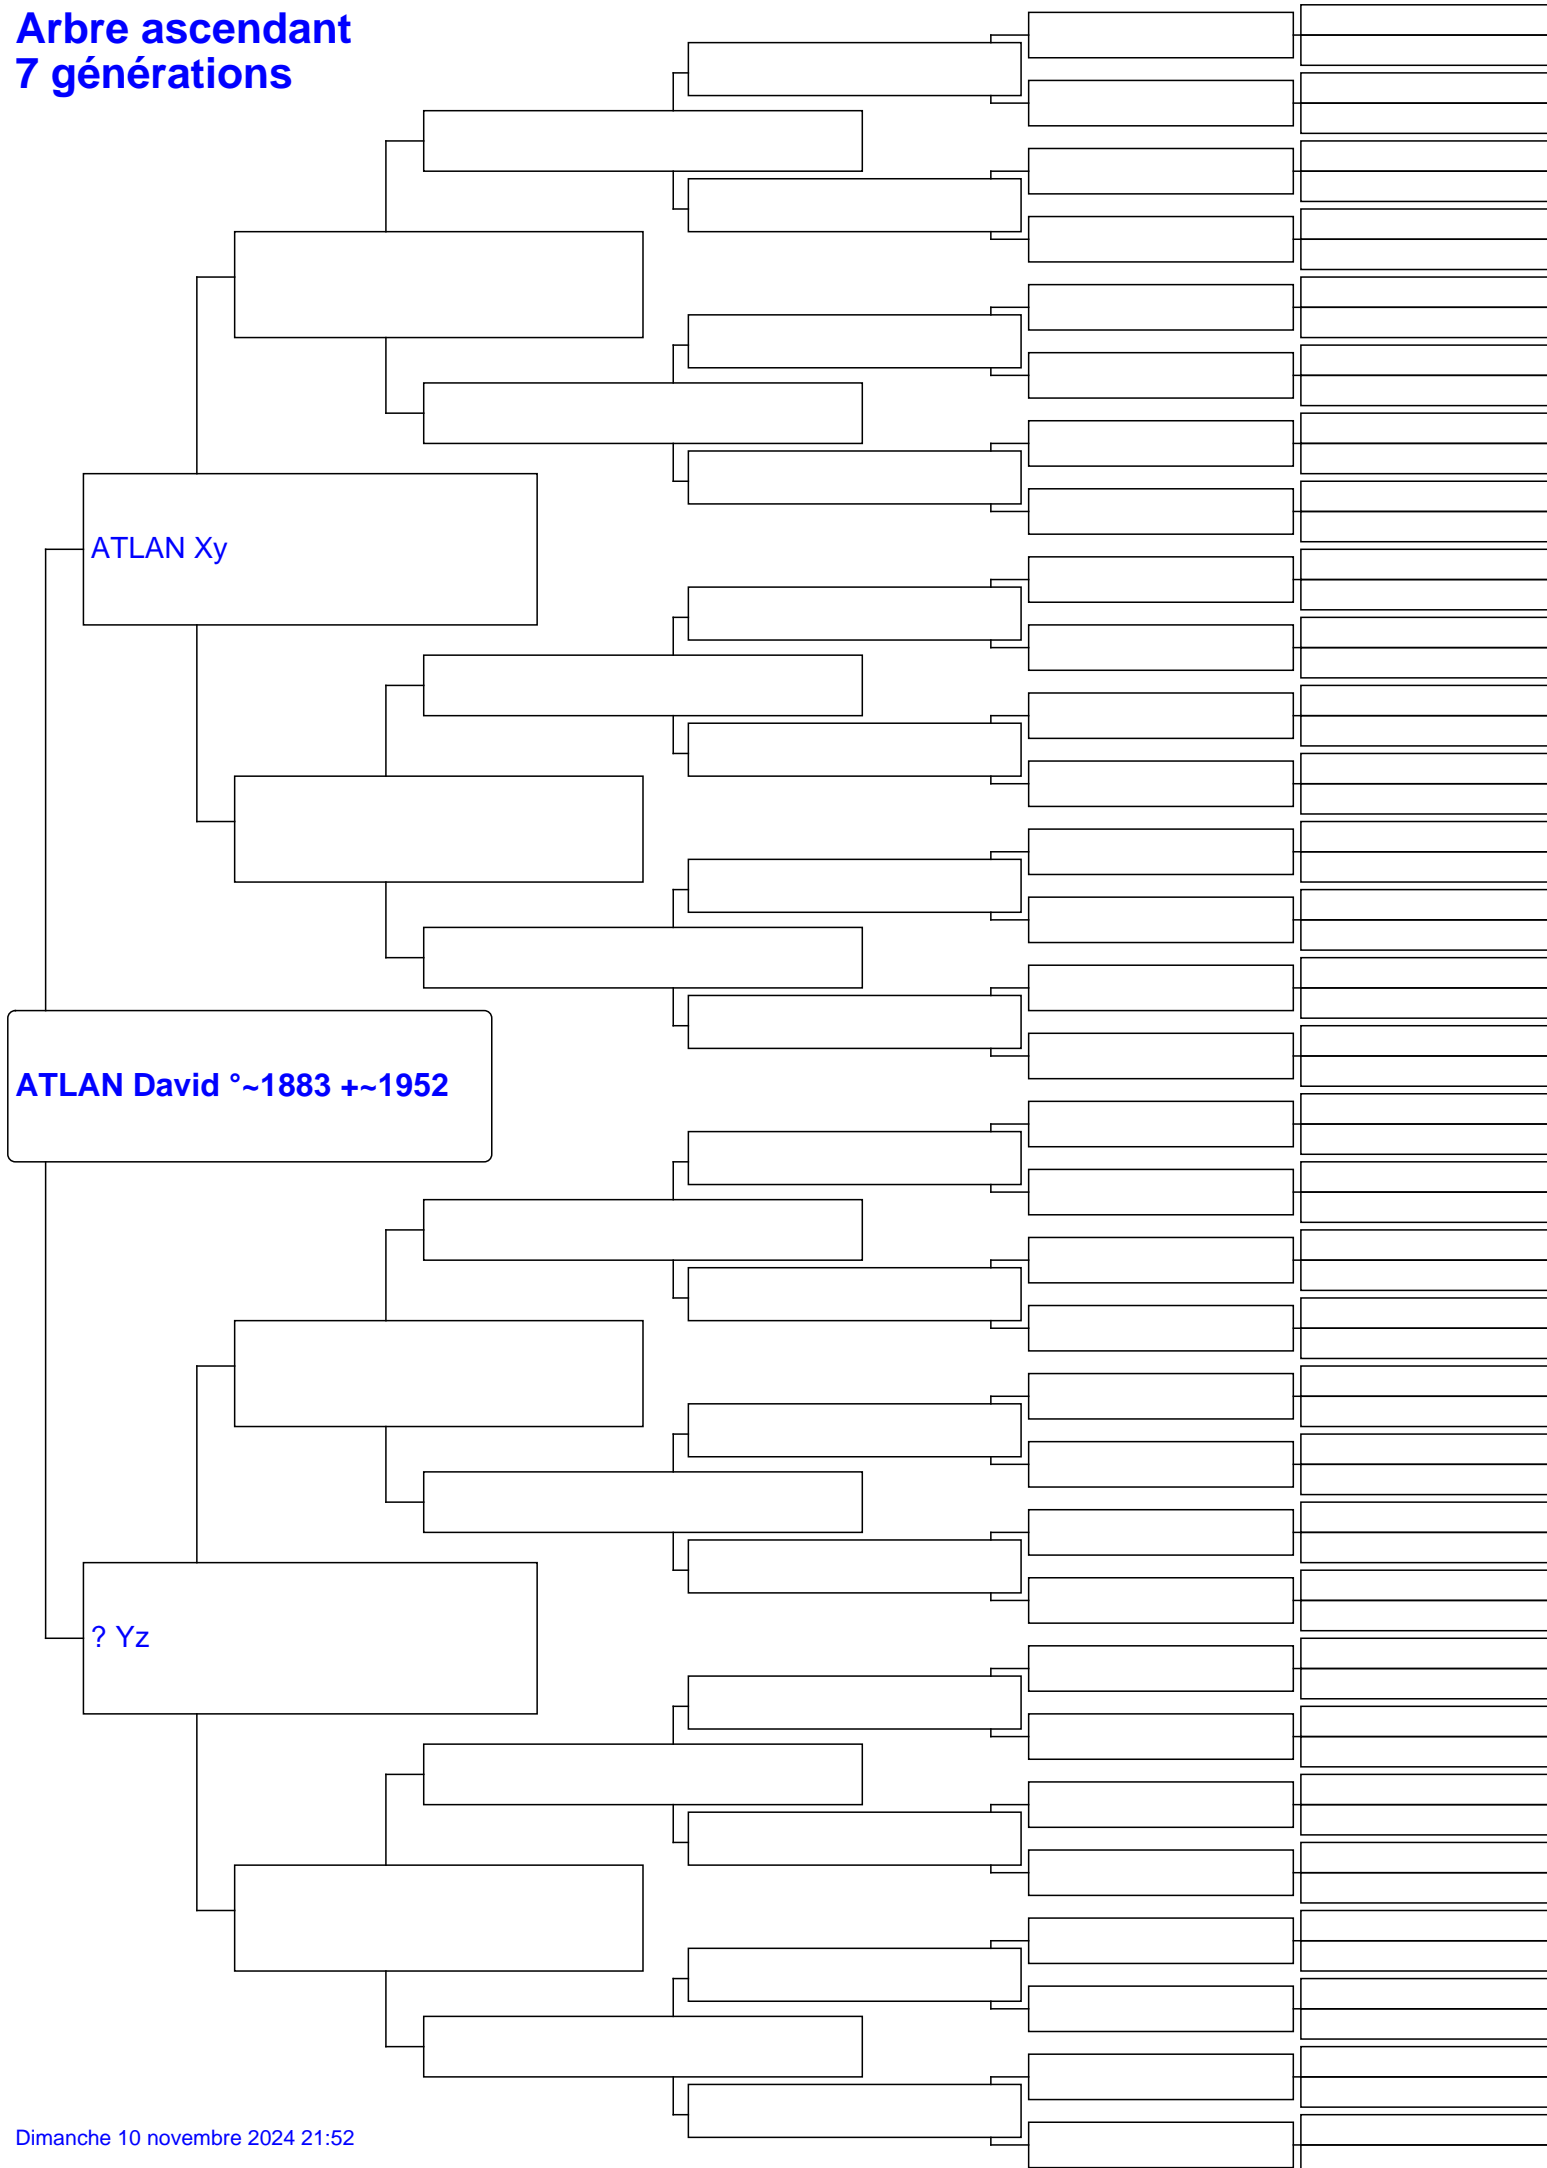 Arbre ascendant
7 générations
ATLAN Xy
ATLAN David °~1883 +~1952
? Yz
Dimanche 10 novembre 2024 21:52